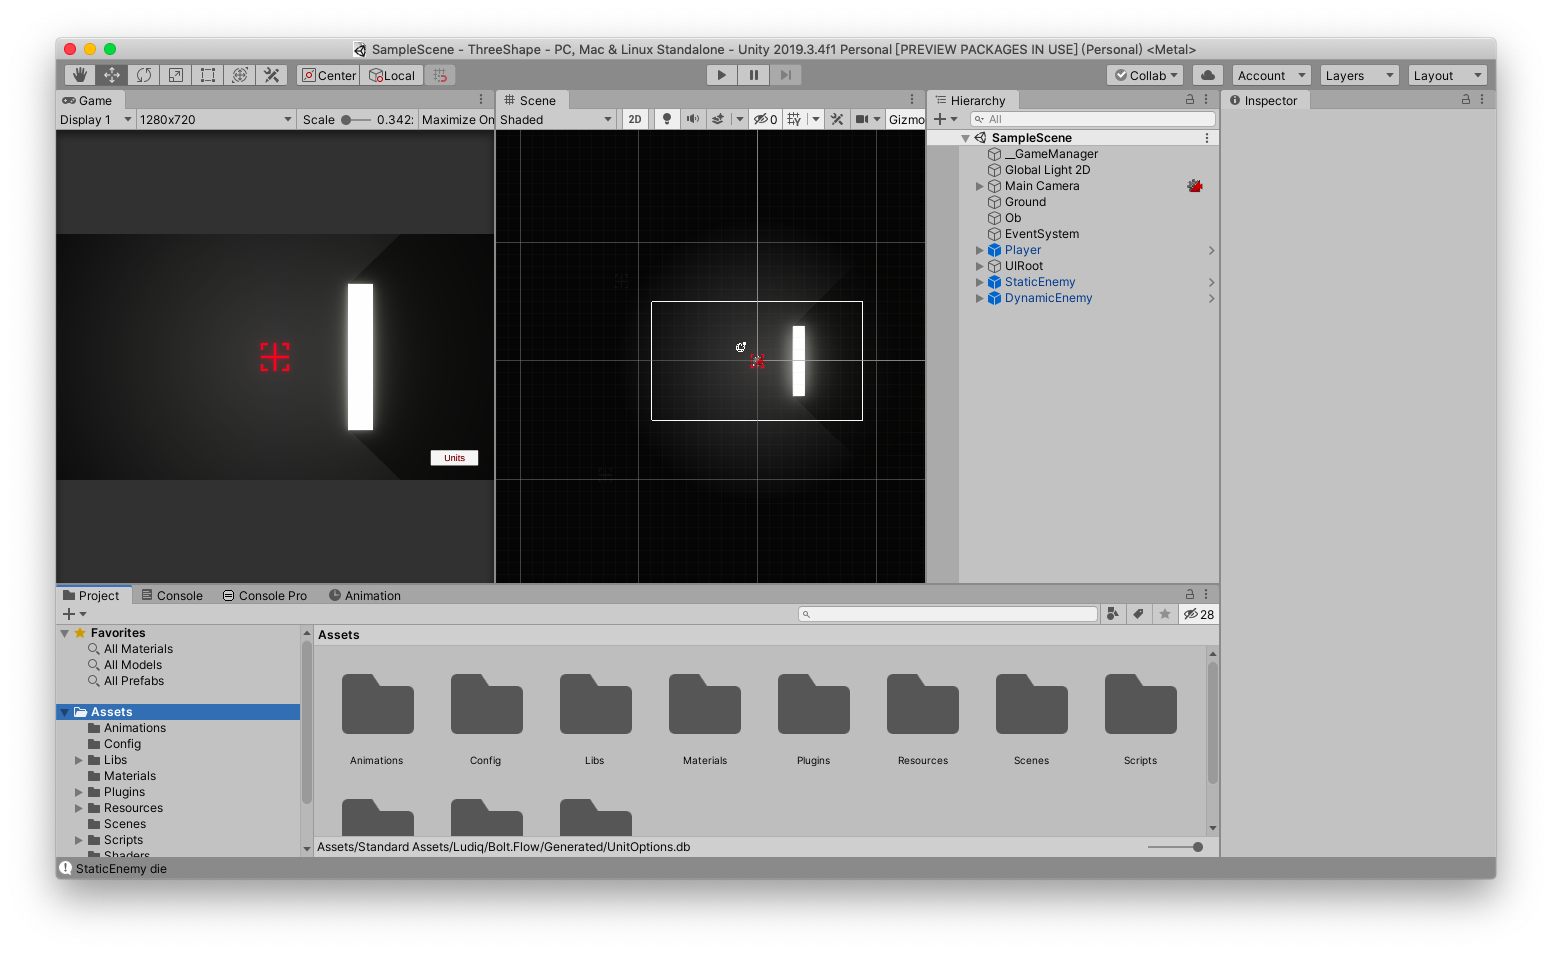 SampleScene - ThreeShape - PC, Mac & Linux Standalone - Unity 2019.3.4f1 Personal [PREVIEW PACKAGES IN USE] (Personal) <Metal>
Center Local Collab Account Layers Layout
Game
Display 1 1280x720 Scale 0.342: Maximize On
Units
Scene
Shaded 2D 0 Gizmo
Hierarchy
All
SampleScene
__GameManager
Global Light 2D
Main Camera
Ground
Ob
EventSystem
Player
UIRoot
StaticEnemy
DynamicEnemy
Inspector
Project Console Console Pro Animation
28
Favorites
All Materials
All Models
All Prefabs
Assets
Animations
Config
Libs
Materials
Plugins
Resources
Scenes
Scripts
Shaders
Assets
Animations Config Libs Materials Plugins Resources Scenes Scripts
Assets/Standard Assets/Ludiq/Bolt.Flow/Generated/UnitOptions.db
StaticEnemy die